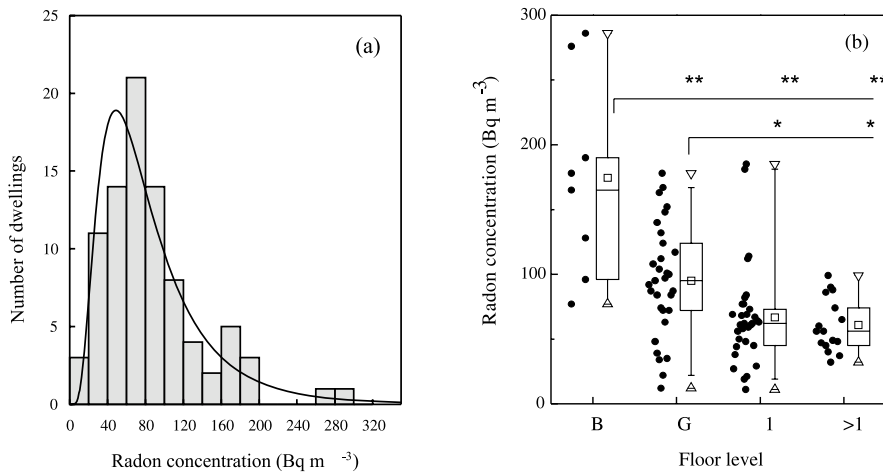 25
20
15
10
5
0
Number of dwellings
(a)
0 40 80 120 160 200 240 280 320
Radon concentration (Bq m -3)
300
200
100
0
Radon concentration (Bq m-3)
(b)
** ** **
* *
B G 1 >1
Floor level